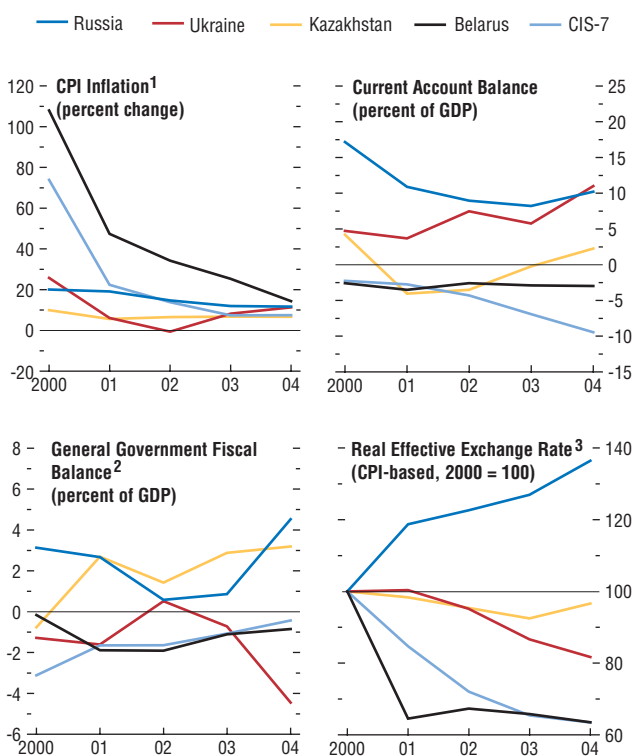 Russia Ukraine Kazakhstan Belarus CIS-7
CPI Inflation1
(percent change)
120
100
80
60
40
20
0
-20
2000 01 02 03 04
Current Account Balance
(percent of GDP)
25
20
15
10
5
0
-5
-10
-15
2000 01 02 03 04
General Government Fiscal
Balance2
(percent of GDP)
8
6
4
2
0
-2
-4
-6
2000 01 02 03 04
Real Effective Exchange Rate3
(CPI-based, 2000 = 100)
140
120
100
80
60
2000 01 02 03 04